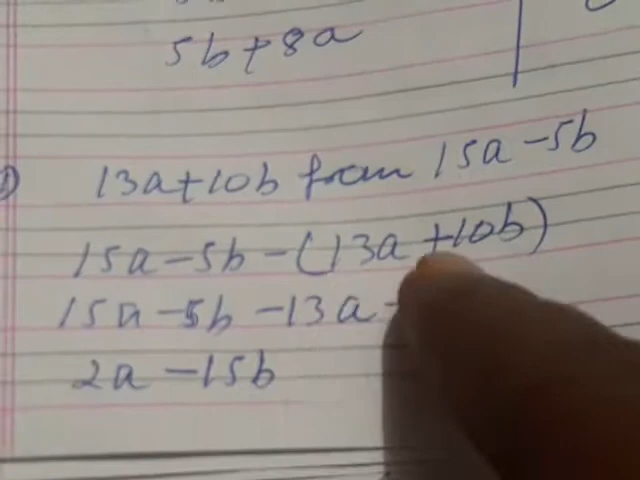 5b+8a
13a+10b from 15a-5b
15a-5b-(13a+10b)
15a-5b-13a-
2a-15b